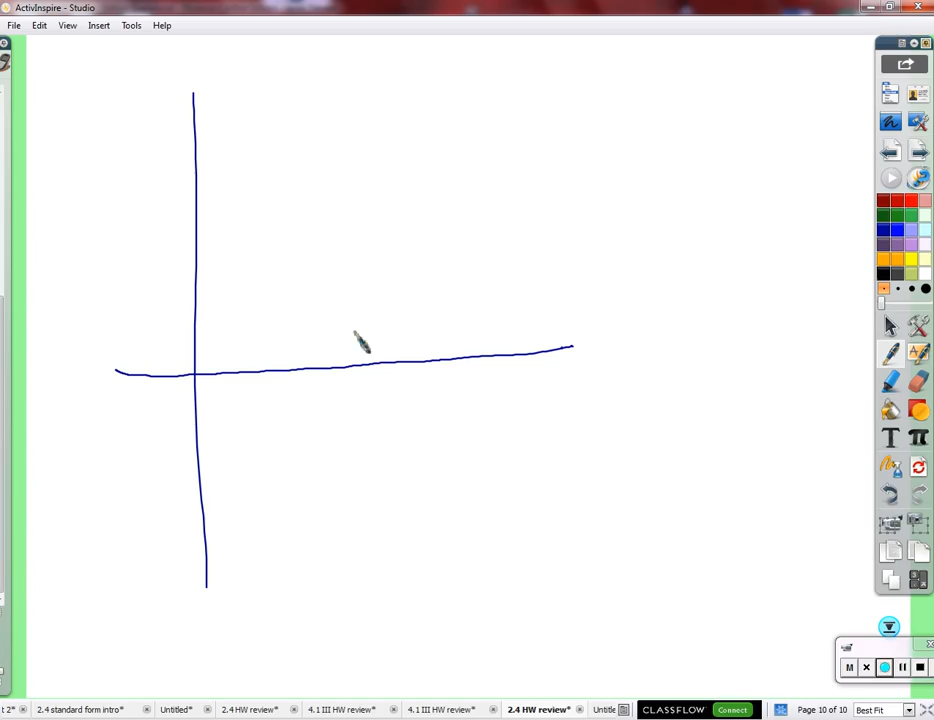 ActivInspire - Studio
File Edit View Insert Tools Help
t 2* 2.4 standard form intro* Untitled* 2.4 HW review* 4.1 III HW review* 4.1 III HW review* 2.4 HW review* Untitle CLASSFLOW Connect Page 10 of 10 Best Fit
T π
M